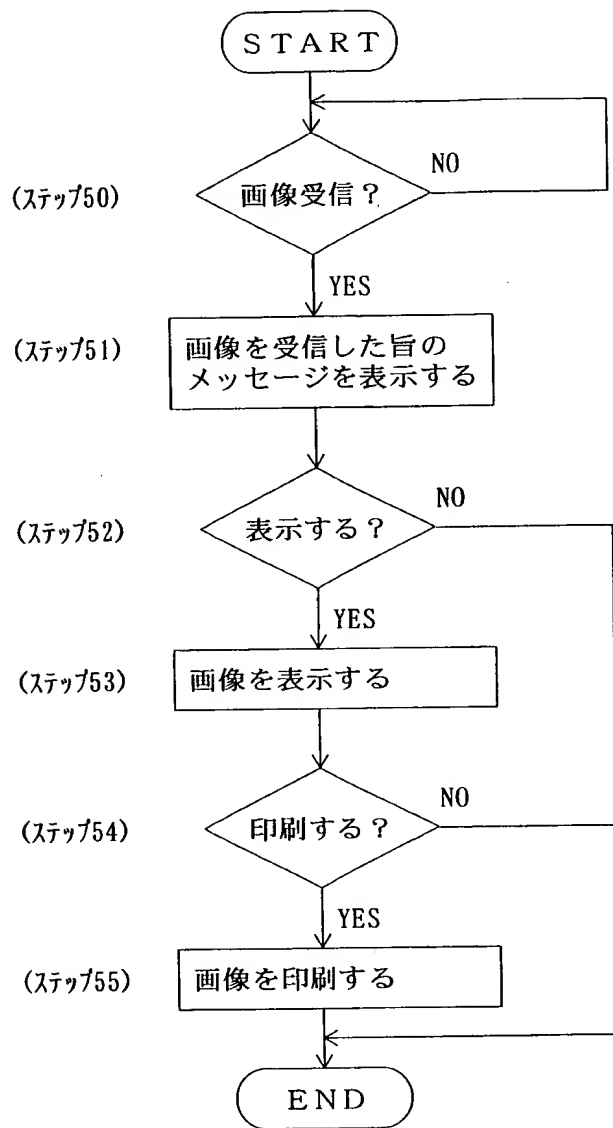 START
NO
(ステップ50)
画像受信？
YES
(ステップ51)
画像を受信した旨の
メッセージを表示する
NO
(ステップ52)
表示する？
YES
(ステップ53)
画像を表示する
NO
(ステップ54)
印刷する？
YES
(ステップ55)
画像を印刷する
END